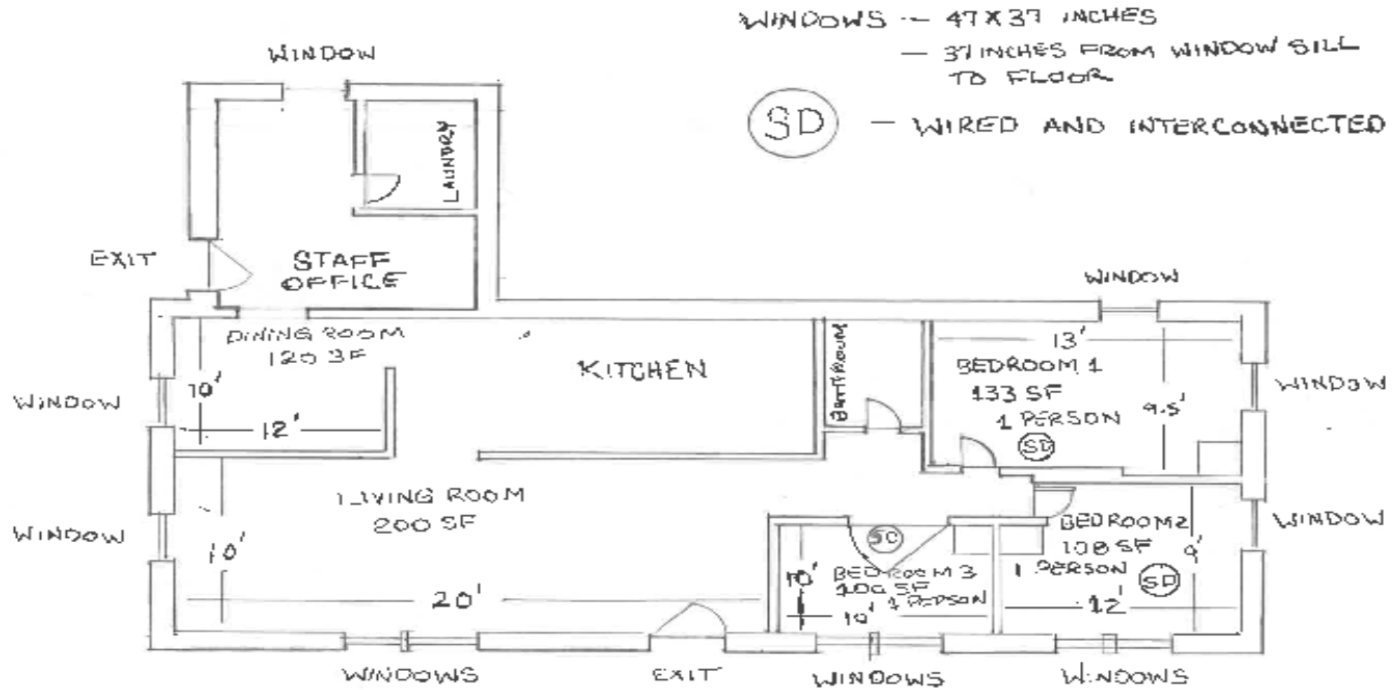 WINDOWS -- 47 X 37 INCHES
— 37 INCHES FROM WINDOW SILL
TO FLOOR
SD — WIRED AND INTERCONNECTED
WINDOW
LAUNDRY
EXIT
STAFF
OFFICE
WINDOW
DINING ROOM
120 SF
10'
12'
WINDOW
KITCHEN
BATHROOM
13'
BEDROOM 1
133 SF
1 PERSON
9.5'
SD
WINDOW
LIVING ROOM
200 SF
10'
20'
WINDOW
SD
BEDROOM 3
100 SF
1 PERSON
10'
10'
BEDROOM 2
108 SF
1 PERSON
9'
SD
12'
WINDOW
WINDOWS
EXIT
WINDOWS
WINDOWS